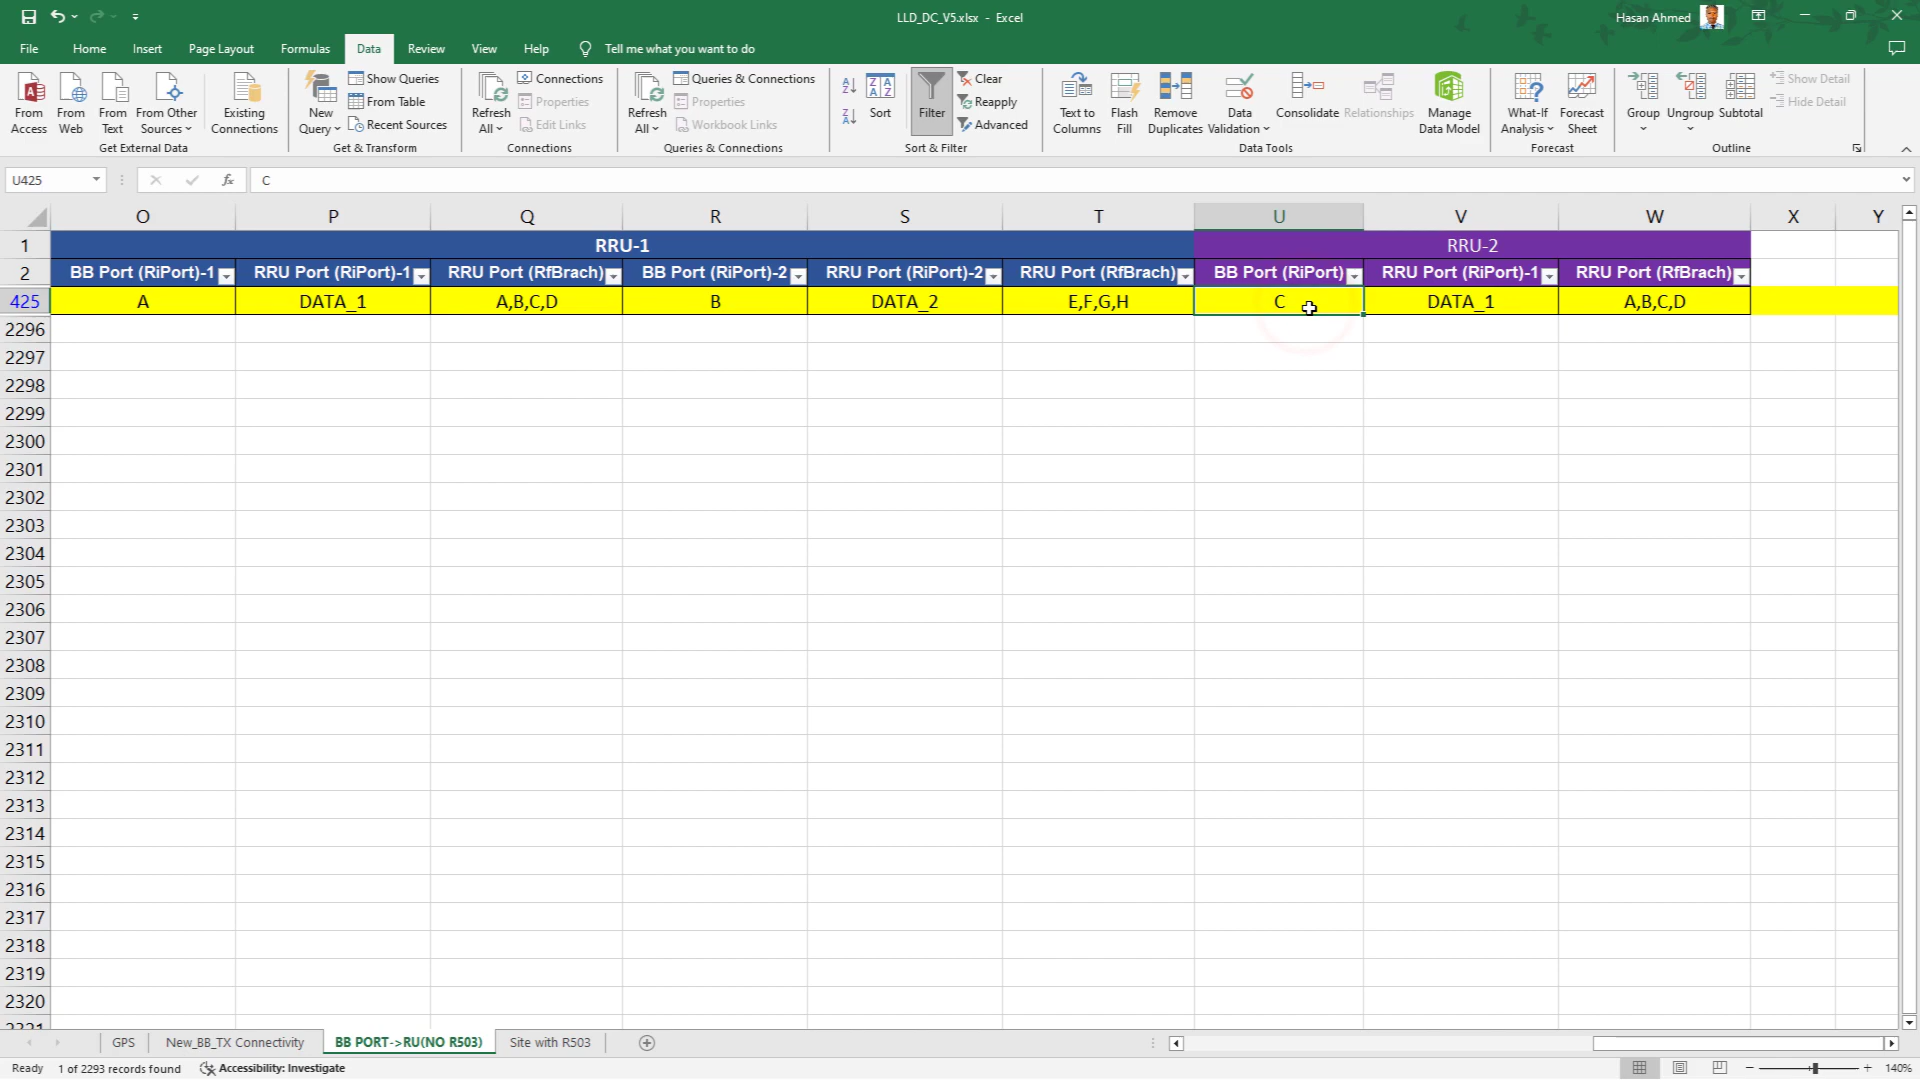 LLD_DC_V5.xlsx - Excel
Hasan Ahmed
File Home Insert Page Layout Formulas Data Review View Help Tell me what you want to do
From Access
From Web
From Text
From Other Sources
Existing Connections
Get External Data
New Query
Show Queries
From Table
Recent Sources
Get & Transform
Refresh All
Connections
Properties
Edit Links
Connections
Refresh All
Queries & Connections
Properties
Workbook Links
Queries & Connections
Sort
Filter
Clear
Reapply
Advanced
Sort & Filter
Text to Columns
Flash Fill
Remove Duplicates
Data Validation
Consolidate
Relationships
Manage Data Model
Data Tools
What-If Analysis
Forecast Sheet
Forecast
Group
Ungroup
Subtotal
Show Detail
Hide Detail
Outline
U425 fx C
O P Q R S T U V W X Y
1 RRU-1 RRU-2
2 BB Port (RiPort)-1 RRU Port (RiPort)-1 RRU Port (RfBrach) BB Port (RiPort)-2 RRU Port (RiPort)-2 RRU Port (RfBrach) BB Port (RiPort) RRU Port (RiPort)-1 RRU Port (RfBrach)
425 A DATA_1 A,B,C,D B DATA_2 E,F,G,H C DATA_1 A,B,C,D
2296
2297
2298
2299
2300
2301
2302
2303
2304
2305
2306
2307
2308
2309
2310
2311
2312
2313
2314
2315
2316
2317
2318
2319
2320
2321
GPS New_BB_TX Connectivity BB PORT->RU(NO R503) Site with R503
Ready 1 of 2293 records found Accessibility: Investigate 140%